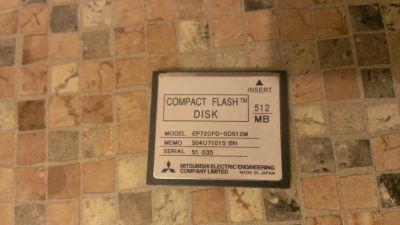 INSERT
COMPACT FLASH™
DISK
512
MB
MODEL EP72CFD-SD512M
MEMO 504U71015 BN
SERIAL 51 035
MITSUBISHI ELECTRIC ENGINEERING
COMPANY LIMITED MADE IN JAPAN